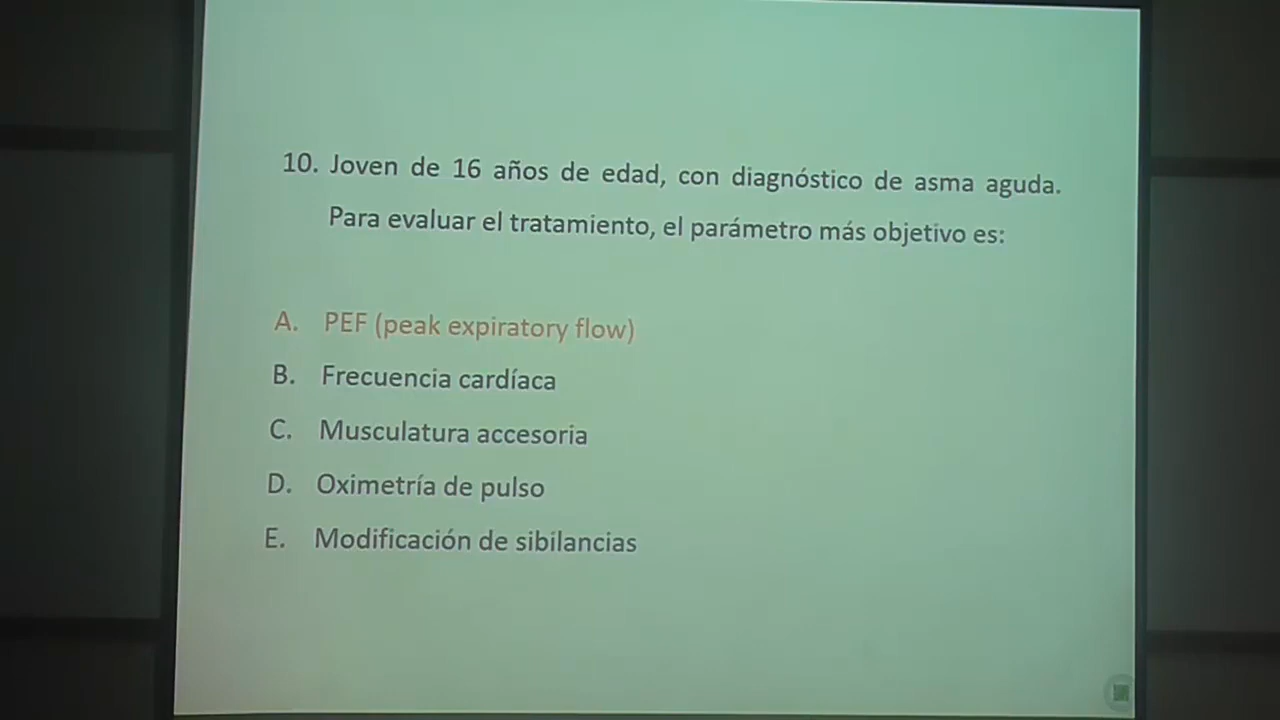 10. Joven de 16 años de edad, con diagnóstico de asma aguda.
Para evaluar el tratamiento, el parámetro más objetivo es:
A. PEF (peak expiratory flow)
B. Frecuencia cardíaca
C. Musculatura accesoria
D. Oximetría de pulso
E. Modificación de sibilancias